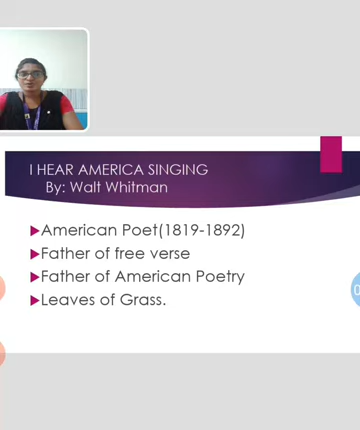 I HEAR AMERICA SINGING
By: Walt Whitman
American Poet(1819-1892)
Father of free verse
Father of American Poetry
Leaves of Grass.